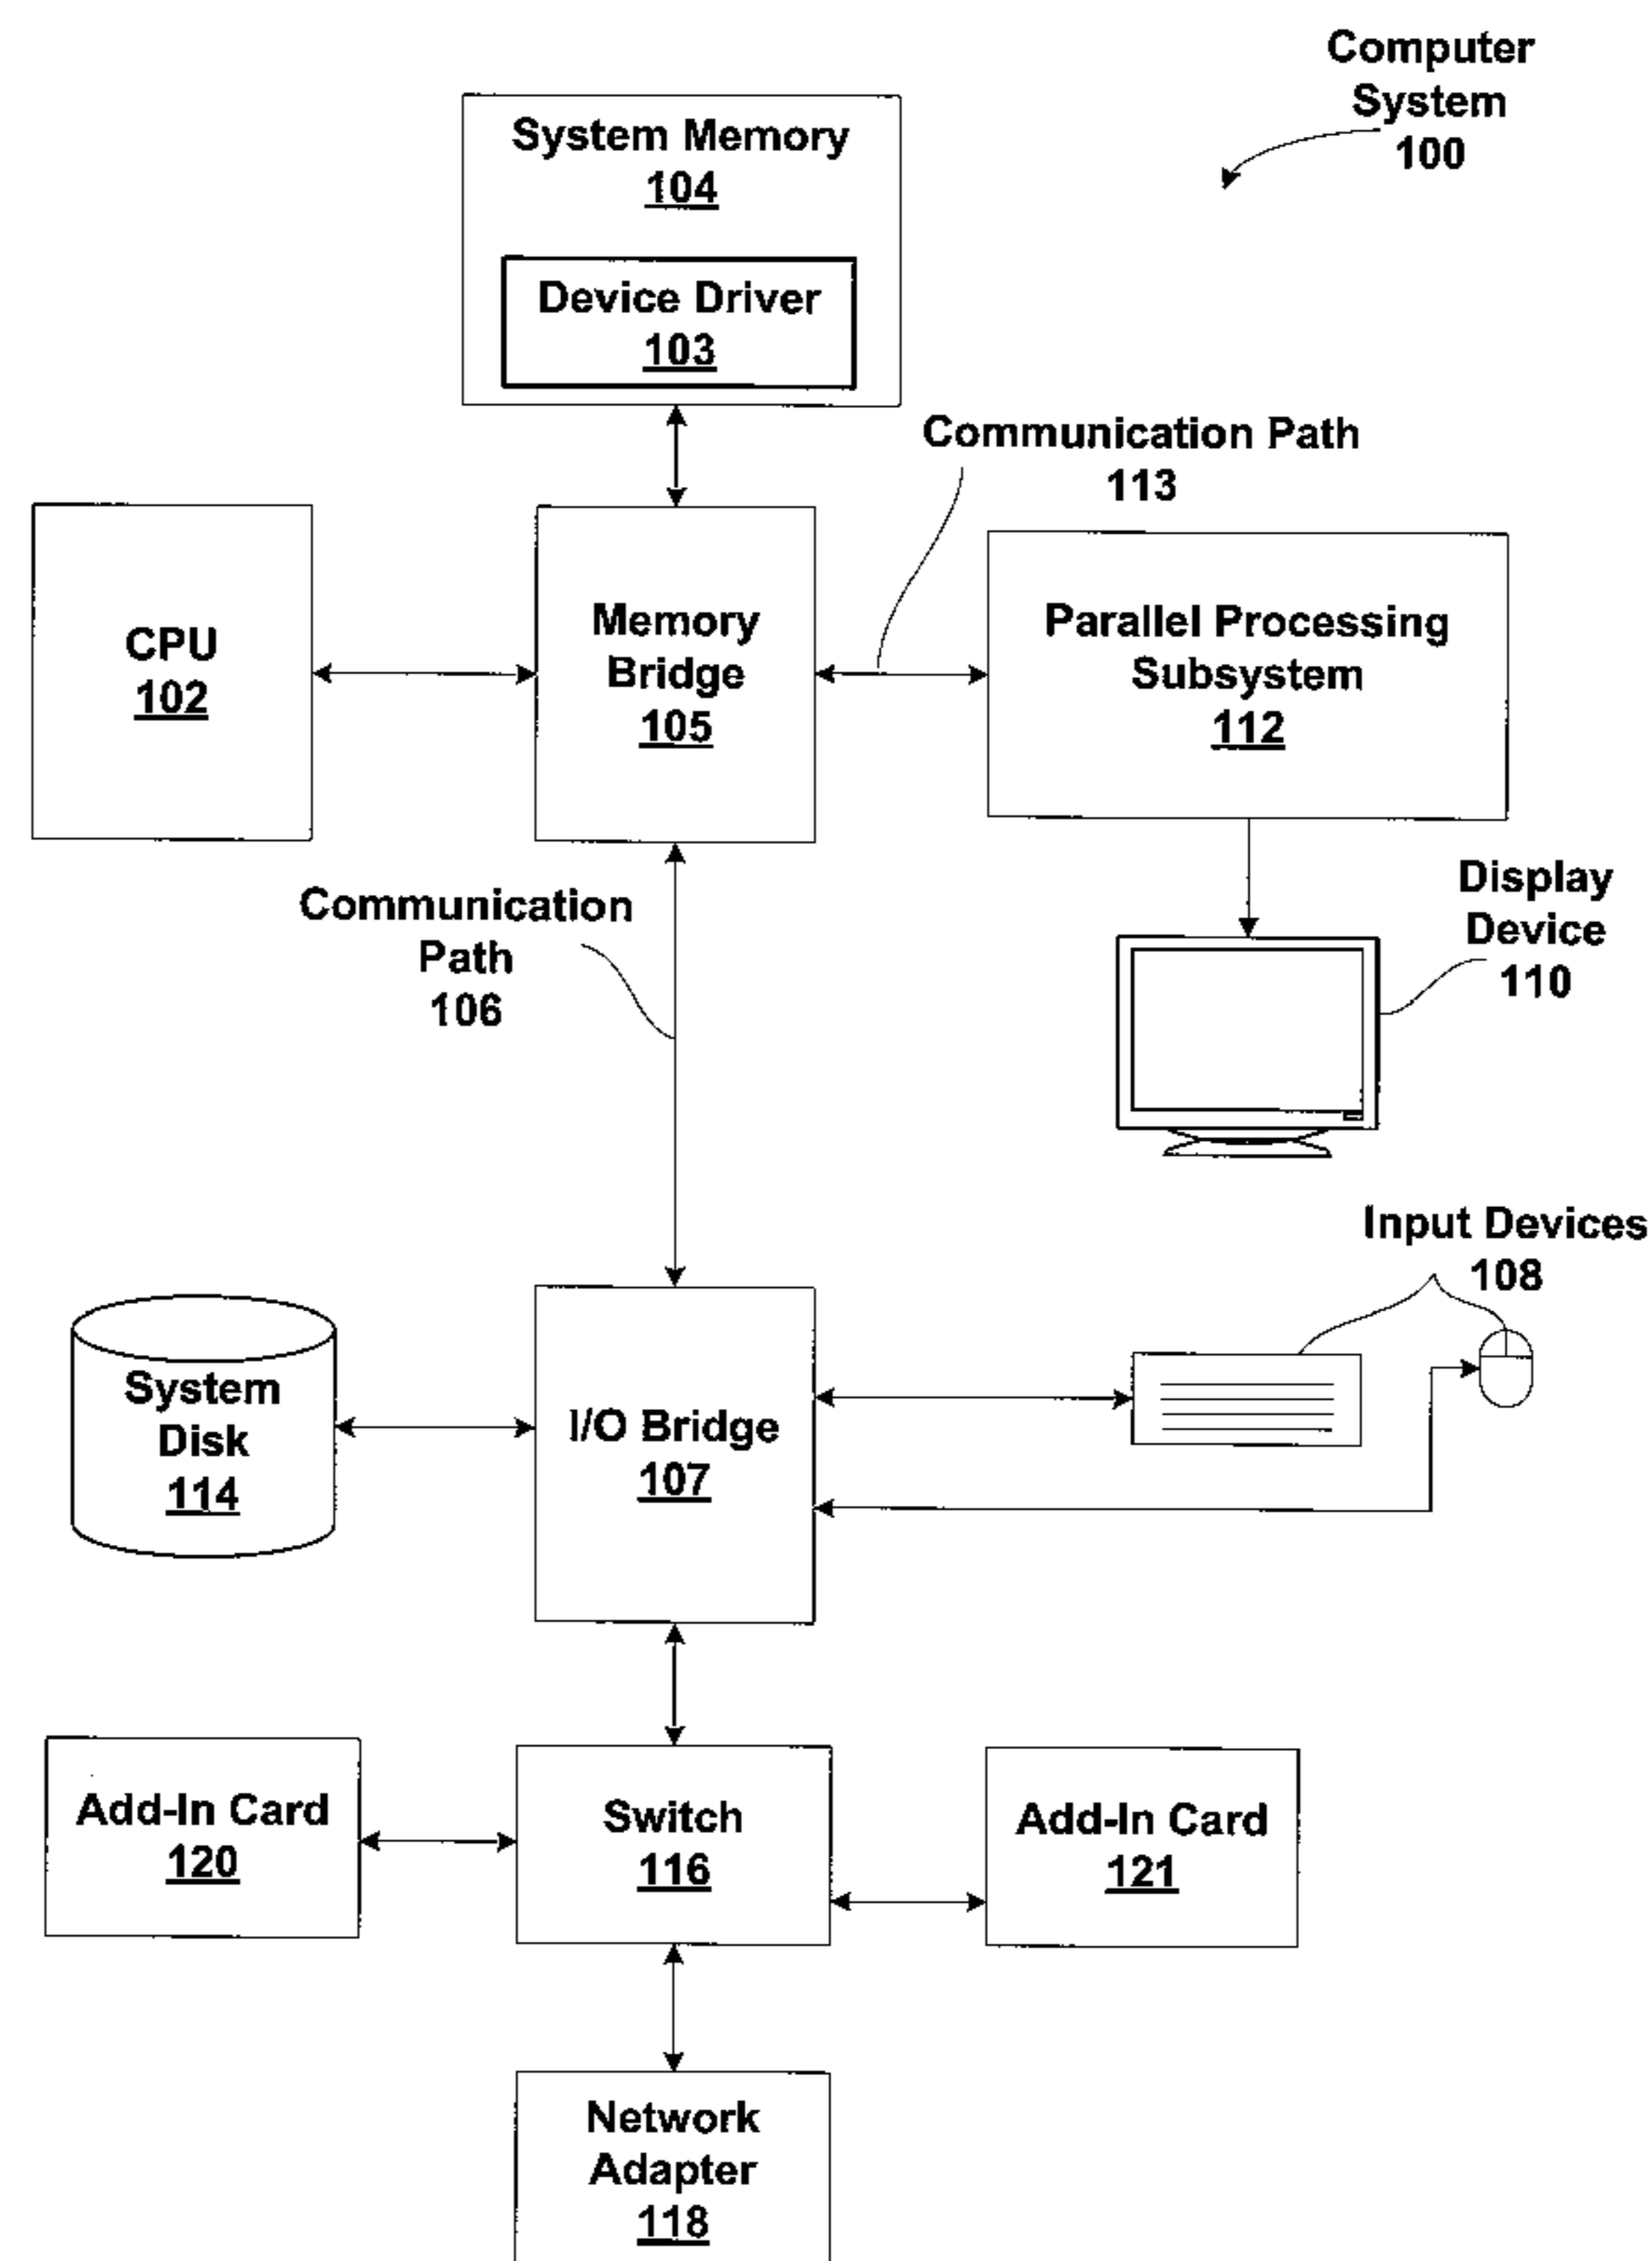 Computer
System
100
System Memory
104
Device Driver
103
Communication Path
113
CPU
102
Memory
Bridge
105
Parallel Processing
Subsystem
112
Communication
Path
106
Display
Device
110
Input Devices
108
System
Disk
114
I/O Bridge
107
Add-In Card
120
Switch
116
Add-In Card
121
Network
Adapter
118